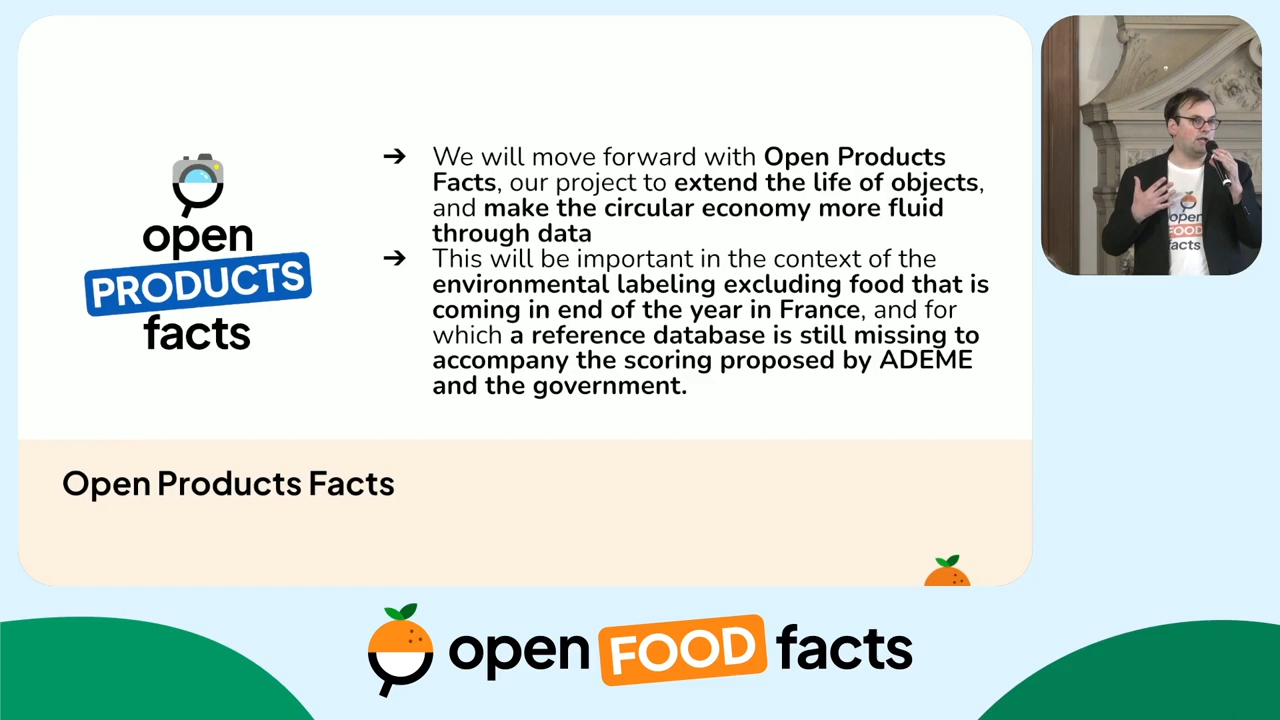 open
PRODUCTS
facts
➔ We will move forward with Open Products
Facts, our project to extend the life of objects,
and make the circular economy more fluid
through data
➔ This will be important in the context of the
environmental labeling excluding food that is
coming in end of the year in France, and for
which a reference database is still missing to
accompany the scoring proposed by ADEME
and the government.
Open Products Facts
open
FOOD
facts
open FOOD facts